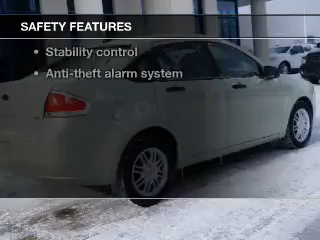 SAFETY FEATURES
• Stability control
• Anti-theft alarm system